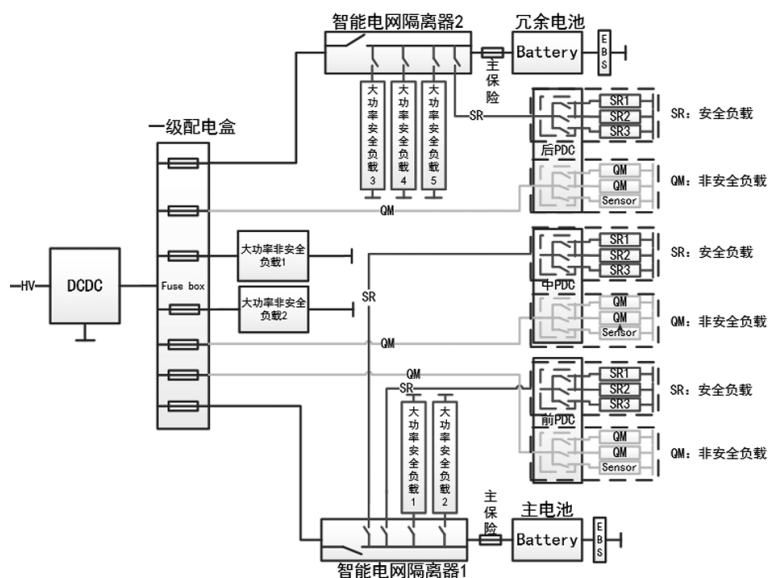 智能电网隔离器2
冗余电池
Battery
EBS
主保险
大功率安全负载3
大功率安全负载4
大功率安全负载5
SR
SR1
SR2
SR3
SR: 安全负载
后PDC
一级配电盒
QM
QM
QM
Sensor
QM: 非安全负载
HV
DCDC
Fuse box
大功率非安全
负载1
大功率非安全
负载2
SR
SR1
SR2
SR3
SR: 安全负载
中PDC
QM
QM
QM
Sensor
QM: 非安全负载
QM
SR
SR1
SR2
SR3
SR: 安全负载
前PDC
大功率安全负载1
大功率安全负载2
QM
QM
Sensor
QM: 非安全负载
主保险
主电池
Battery
EBS
智能电网隔离器1